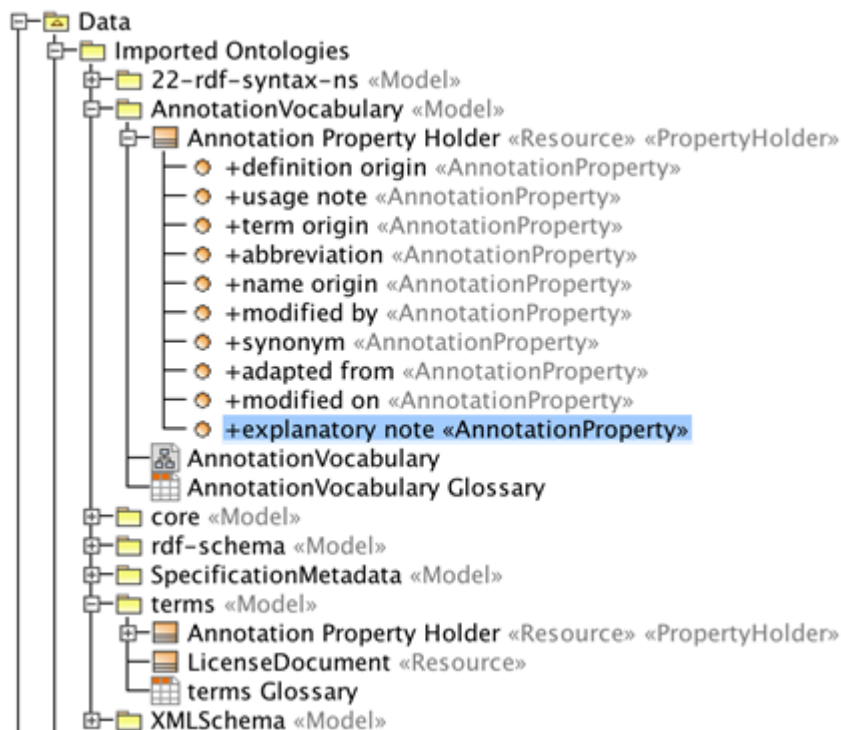 Data
Imported Ontologies
22-rdf-syntax-ns «Model»
AnnotationVocabulary «Model»
Annotation Property Holder «Resource» «PropertyHolder»
+definition origin «AnnotationProperty»
+usage note «AnnotationProperty»
+term origin «AnnotationProperty»
+abbreviation «AnnotationProperty»
+name origin «AnnotationProperty»
+modified by «AnnotationProperty»
+synonym «AnnotationProperty»
+adapted from «AnnotationProperty»
+modified on «AnnotationProperty»
+explanatory note «AnnotationProperty»
AnnotationVocabulary
AnnotationVocabulary Glossary
core «Model»
rdf-schema «Model»
SpecificationMetadata «Model»
terms «Model»
Annotation Property Holder «Resource» «PropertyHolder»
LicenseDocument «Resource»
terms Glossary
XMLSchema «Model»